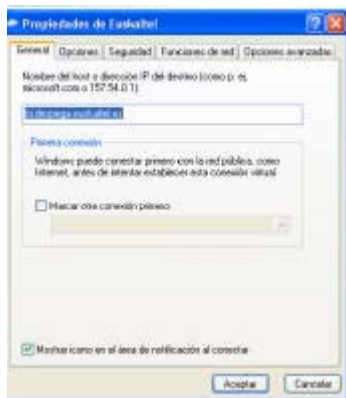 Propiedades de Euskaltel
General Opciones Seguridad Funciones de red Opciones avanzadas
Nombre del host o dirección IP del destino (como p. ej.
microsoft.com o 157.54.0.1):
Primera conexión
Windows puede conectar primero con la red pública, como
Internet, antes de intentar establecer esta conexión virtual.
Marcar otra conexión primero:
Mostrar icono en el área de notificación al conectar
Aceptar Cancelar